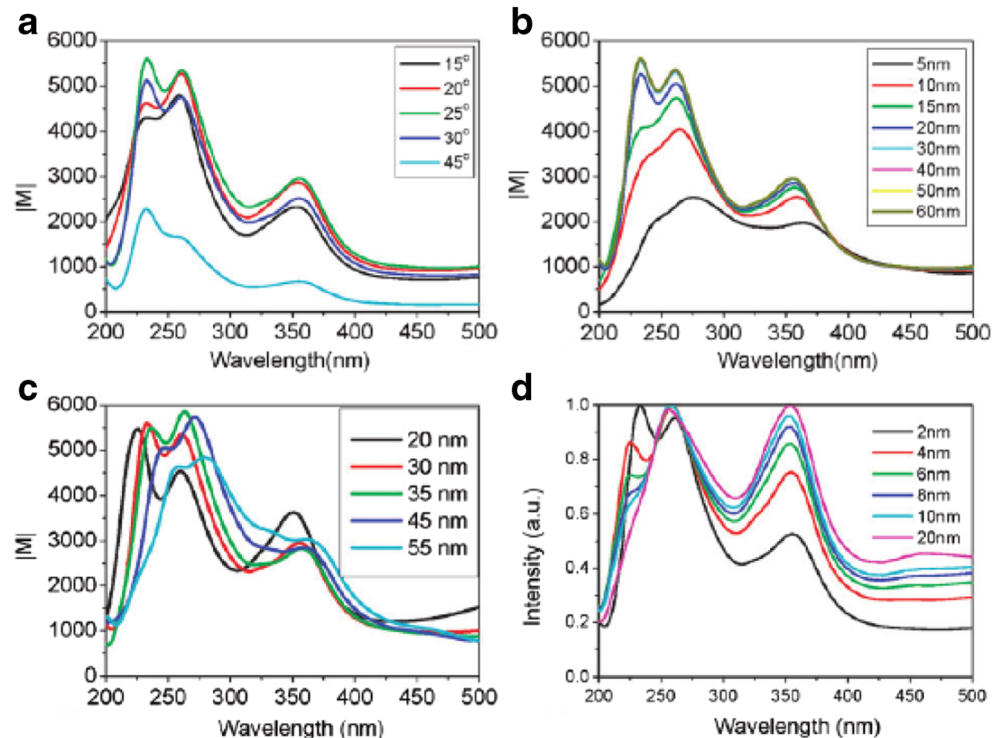 a
6000
5000
4000
3000
2000
1000
0
|M|
15°
20°
25°
30°
45°
200 250 300 350 400 450 500
Wavelength(nm)
b
6000
5000
4000
3000
2000
1000
0
|M|
5nm
10nm
15nm
20nm
30nm
40nm
50nm
60nm
200 250 300 350 400 450 500
Wavelength(nm)
c
6000
5000
4000
3000
2000
1000
0
|M|
20 nm
30 nm
35 nm
45 nm
55 nm
200 250 300 350 400 450 500
Wavelength (nm)
d
1.0
0.8
0.6
0.4
0.2
0.0
Intensity (a.u.)
2nm
4nm
6nm
8nm
10nm
20nm
200 250 300 350 400 450 500
Wavelength (nm)